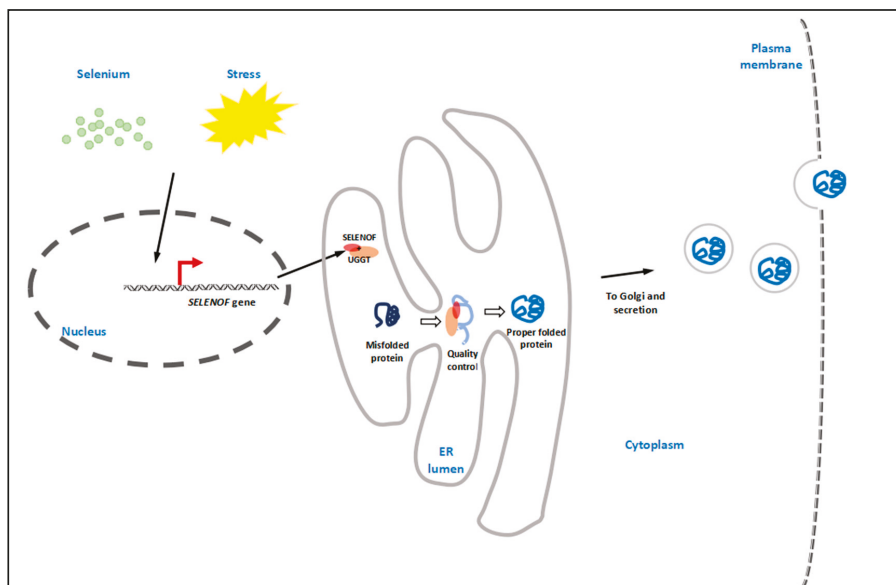 Selenium
Stress
Plasma
membrane
SELENOF
UGGT
SELENOF gene
Nucleus
Misfolded
protein
Quality
control
Proper folded
protein
To Golgi and
secretion
ER
lumen
Cytoplasm